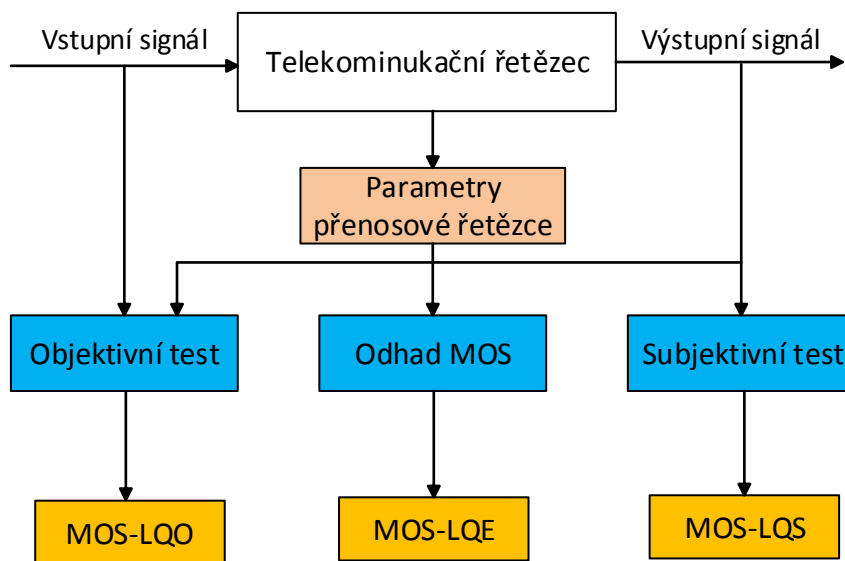 Vstupní signál
Telekominukační řetězec
Výstupní signál
Parametry
přenosové řetězce
Objektivní test
Odhad MOS
Subjektivní test
MOS-LQO
MOS-LQE
MOS-LQS